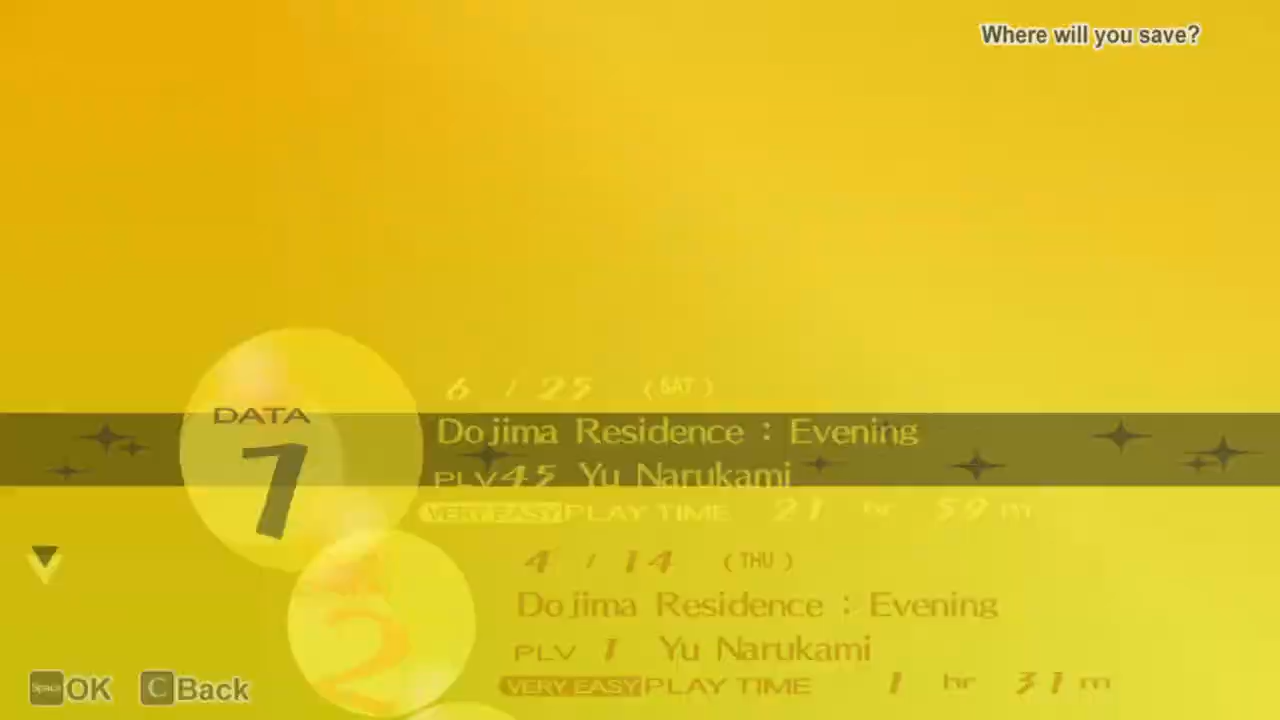 Where will you save?
6 / 25 (SAT)
DATA
1
Dojima Residence : Evening
PLV 45 Yu Narukami
VERY EASY PLAY TIME 21 hr 59 m
4 / 14 (THU)
2
Dojima Residence : Evening
PLV 1 Yu Narukami
VERY EASY PLAY TIME 1 hr 31 m
Space OK C Back